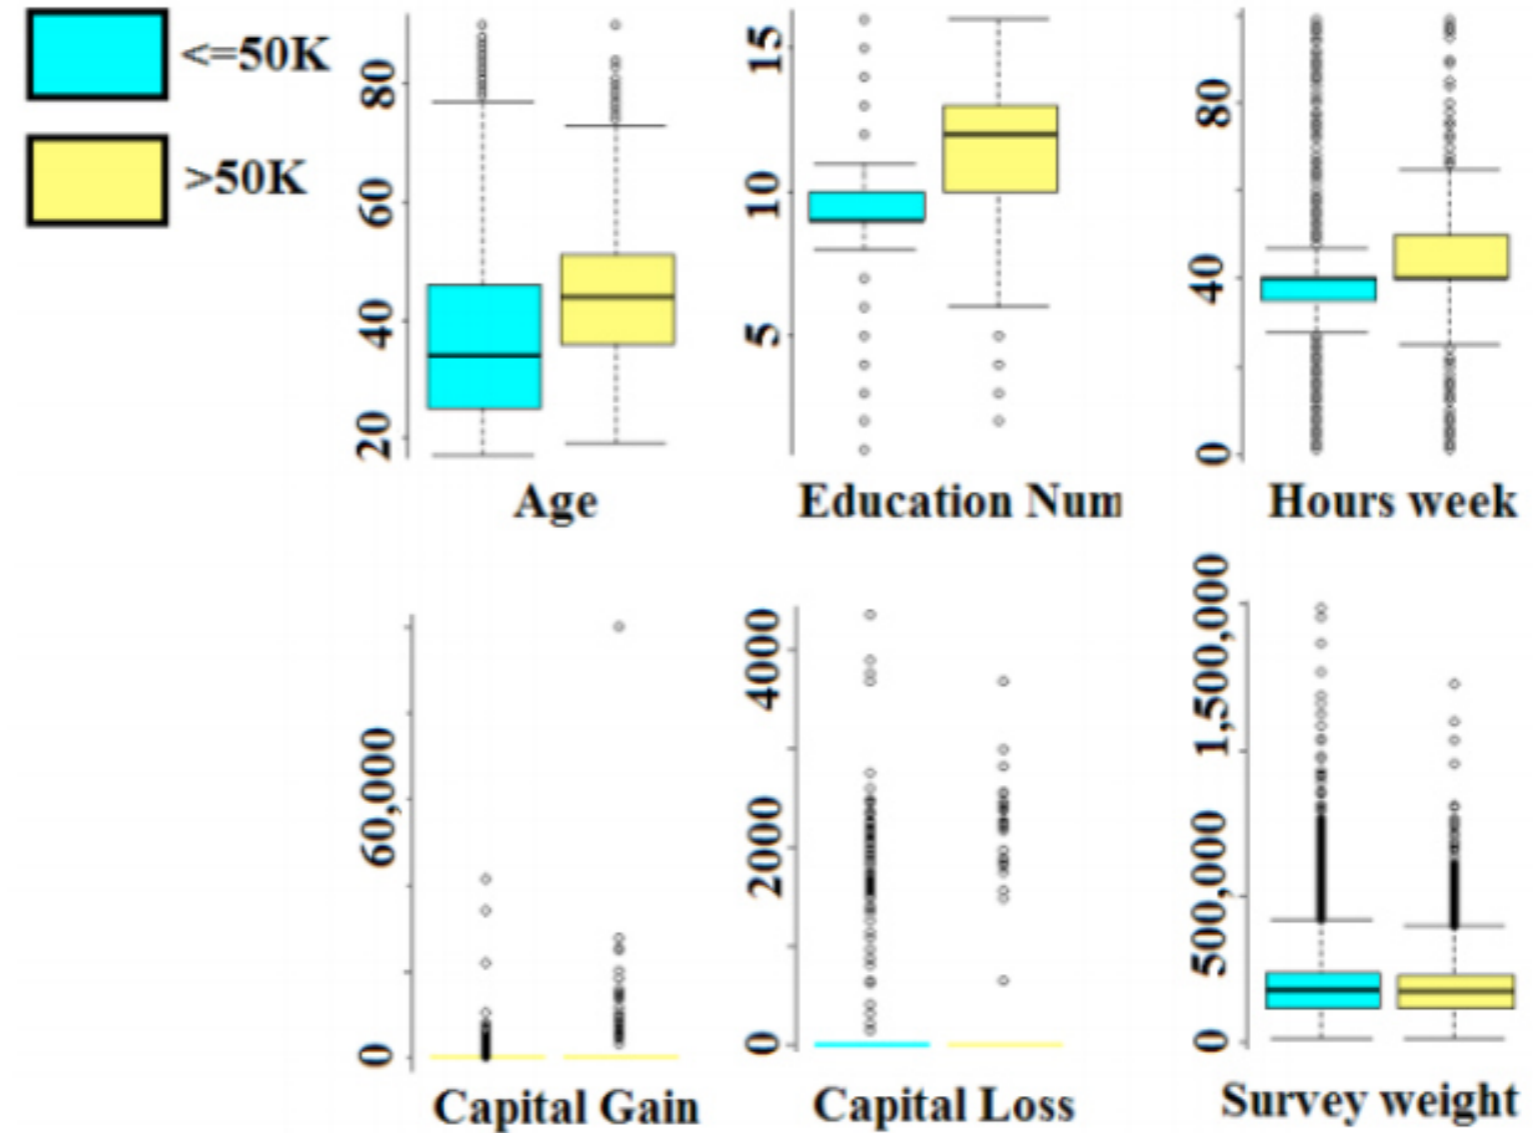 <=50K
>50K
80
60
40
20
Age
15
10
5
Education Num
80
40
0
Hours week
60,000
0
Capital Gain
4000
2000
0
Capital Loss
1,500,000
500,000
0
Survey weight